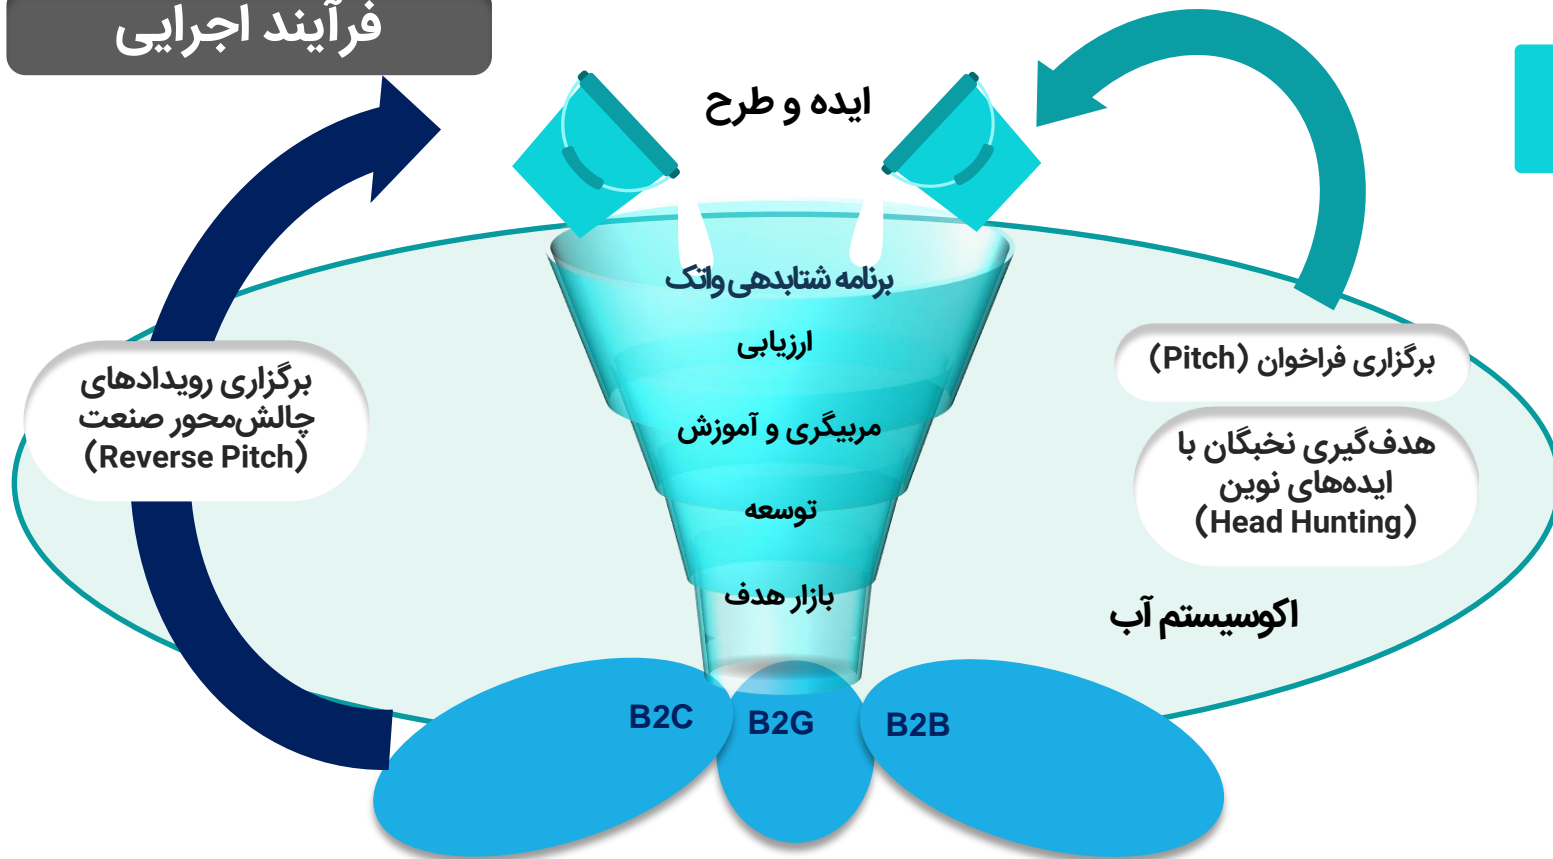 فرآیند اجرایی
ایده و طرح
برنامه شتابدهی واتک
ارزیابی
مربیگری و آموزش
توسعه
بازار هدف
برگزاری فراخوان (Pitch)
هدف‌گیری نخبگان با
ایده‌های نوین
(Head Hunting)
برگزاری رویدادهای
چالش‌محور صنعت
(Reverse Pitch)
اکوسیستم آب
B2C
B2G
B2B